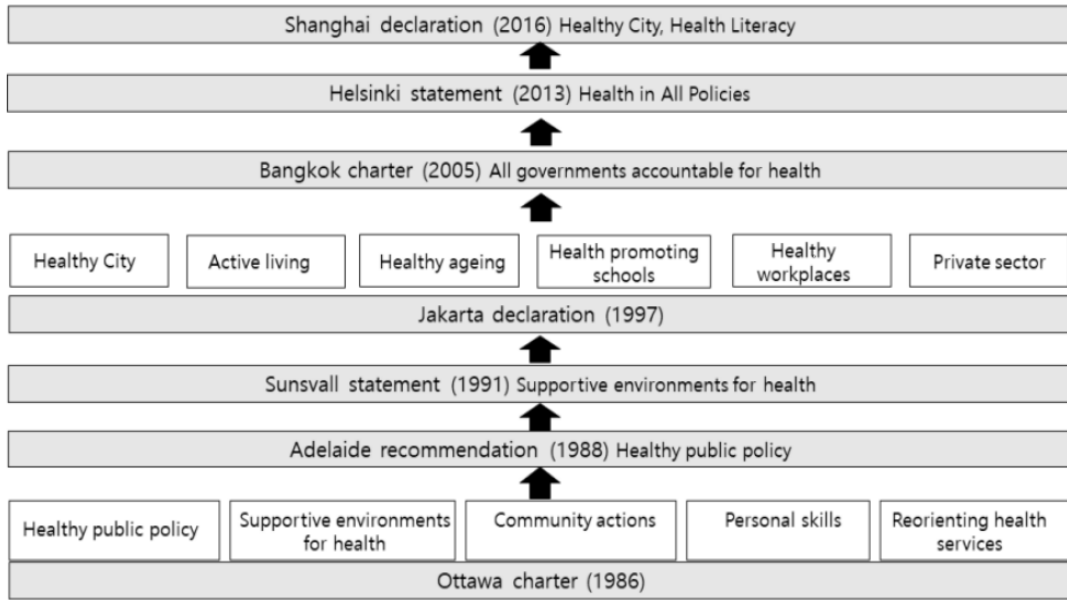 Shanghai declaration (2016) Healthy City, Health Literacy
Helsinki statement (2013) Health in All Policies
Bangkok charter (2005) All governments accountable for health
Healthy City
Active living
Healthy ageing
Health promoting
schools
Healthy
workplaces
Private sector
Jakarta declaration (1997)
Sunsvall statement (1991) Supportive environments for health
Adelaide recommendation (1988) Healthy public policy
Healthy public policy
Supportive environments
for health
Community actions
Personal skills
Reorienting health
services
Ottawa charter (1986)